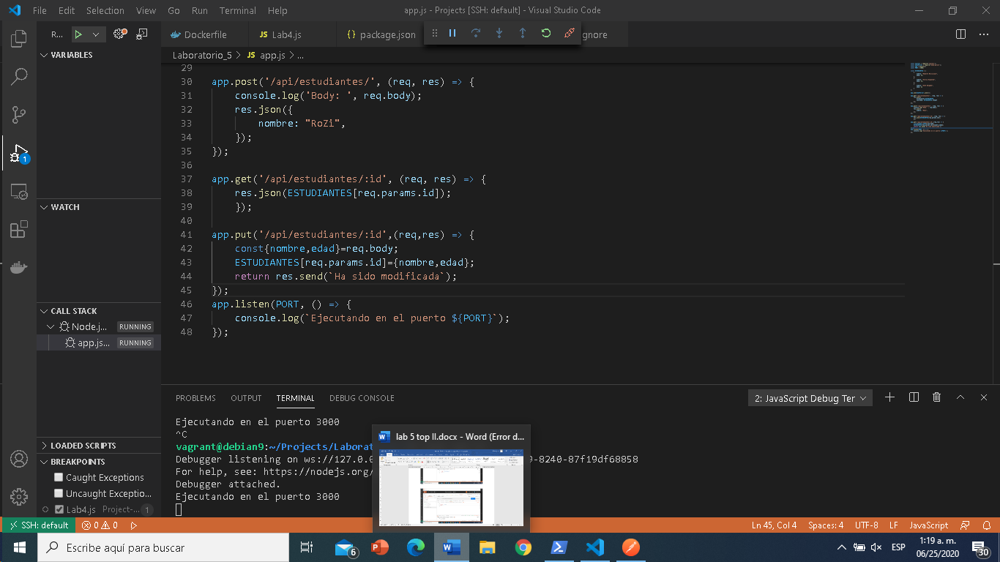 File Edit Selection View Go Run Terminal Help
app.js - Projects [SSH: default] - Visual Studio Code
R...
Dockerfile
JS Lab4.js
{} package.json
gnore
VARIABLES
WATCH
CALL STACK
Node.j... RUNNING
app.js... RUNNING
LOADED SCRIPTS
BREAKPOINTS
Caught Exceptions
Uncaught Exceptio...
Lab4.js Project-... 1
1
Laboratorio_5 > JS app.js > ...
29
30 app.post('/api/estudiantes/', (req, res) => {
31 console.log('Body: ', req.body);
32 res.json({
33 nombre: "RoZi",
34 });
35 });
36
37 app.get('/api/estudiantes/:id', (req, res) => {
38 res.json(ESTUDIANTES[req.params.id]);
39 });
40
41 app.put('/api/estudiantes/:id',(req,res) => {
42 const{nombre,edad}=req.body;
43 ESTUDIANTES[req.params.id]={nombre,edad};
44 return res.send(`Ha sido modificada`);
45 });
46 app.listen(PORT, () => {
47 console.log(`Ejecutando en el puerto ${PORT}`);
48 });
PROBLEMS OUTPUT TERMINAL DEBUG CONSOLE
2: JavaScript Debug Ter
Ejecutando en el puerto 3000
^C
vagrant@debian9:~/Projects/Laborat
Debugger listening on ws://127.0.0 0-8240-87f19df68858
For help, see: https://nodejs.org/
Debugger attached.
Ejecutando en el puerto 3000
lab 5 top II.docx - Word (Error d...
SSH: default
0 0
Ln 45, Col 4 Spaces: 4 UTF-8 LF JavaScript
Escribe aquí para buscar
6
ESP
1:19 a. m.
06/25/2020
30